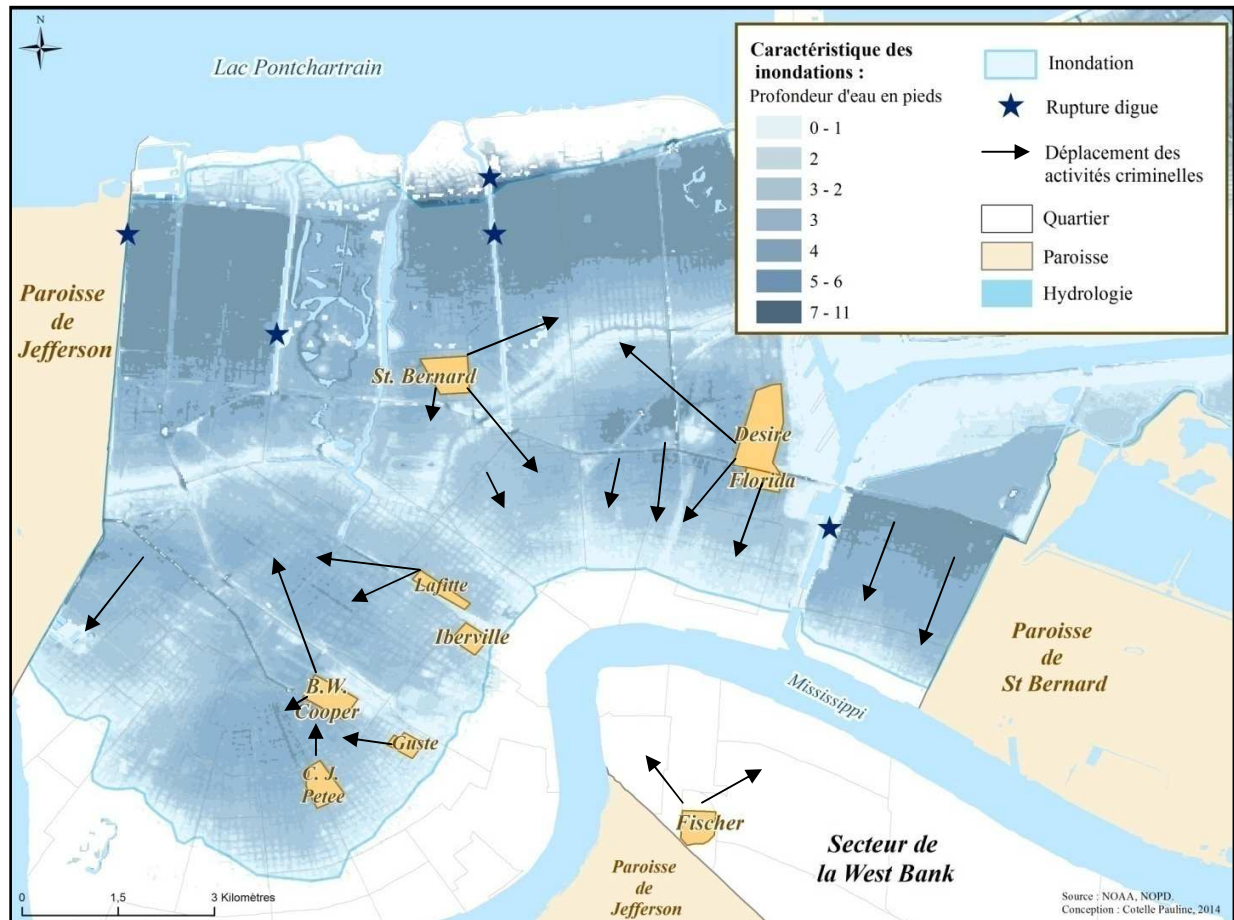 N
Lac Pontchartrain
Caractéristique des
inondations :
Profondeur d'eau en pieds
0 - 1
2
3 - 2
3
4
5 - 6
7 - 11
Inondation
Rupture digue
Déplacement des
activités criminelles
Quartier
Paroisse
Hydrologie
Paroisse
de
Jefferson
St. Bernard
Desire
Florida
Lafitte
Iberville
B.W.
Cooper
Guste
C. J.
Petee
Fischer
Mississippi
Paroisse
de
St Bernard
Secteur de
la West Bank
Paroisse
de
Jefferson
0 1,5 3 Kilomètres
Source : NOAA, NOPD.
Conception : Cotelle Pauline, 2014